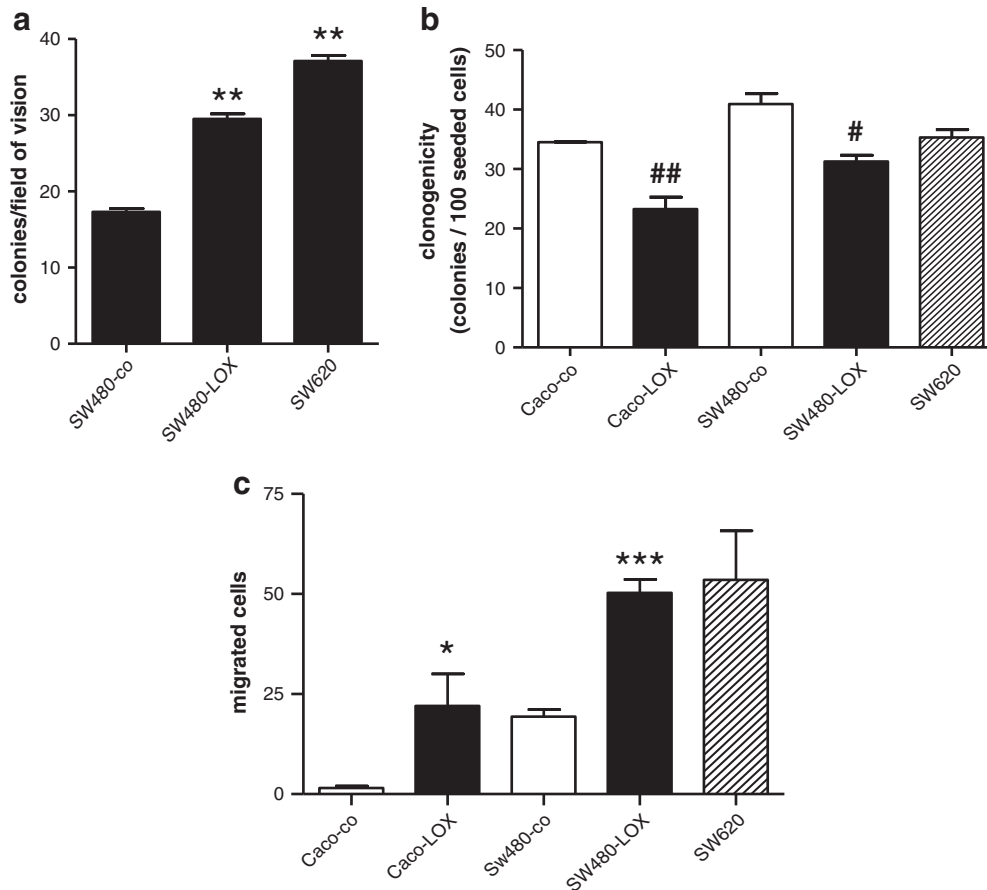 a
colonies/field of vision
40
30
20
10
0
**
**
SW480-co
SW480-LOX
SW620
b
clonogenicity
(colonies / 100 seeded cells)
50
40
30
20
10
0
##
#
Caco-co
Caco-LOX
SW480-co
SW480-LOX
SW620
c
migrated cells
75
50
25
0
*
***
Caco-co
Caco-LOX
Sw480-co
SW480-LOX
SW620